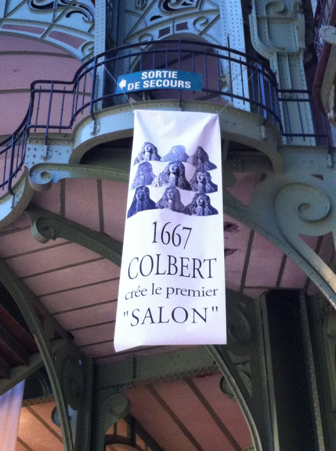 SORTIE
DE SECOURS
1667
COLBERT
crée le premier
"SALON"